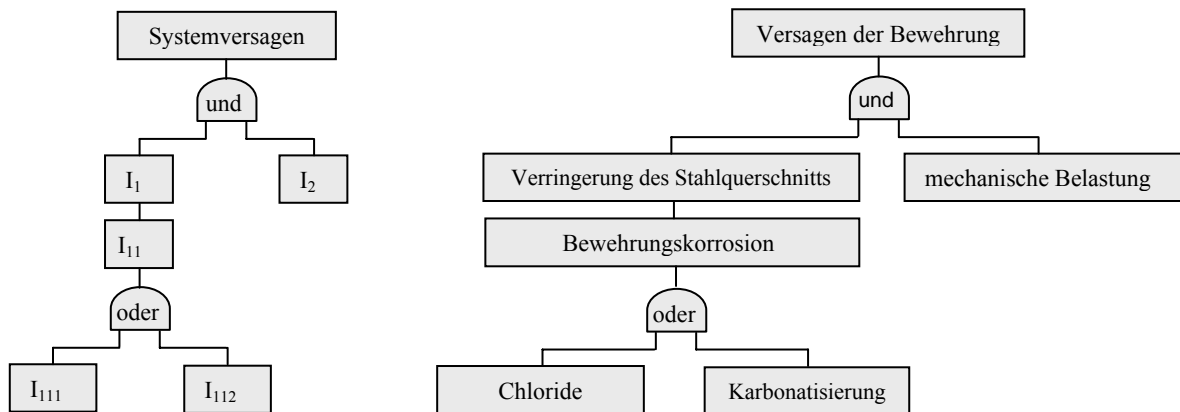 Systemversagen
und
I₁
I₂
I₁₁
oder
I₁₁₁
I₁₁₂
Versagen der Bewehrung
und
Verringerung des Stahlquerschnitts
mechanische Belastung
Bewehrungskorrosion
oder
Chloride
Karbonatisierung